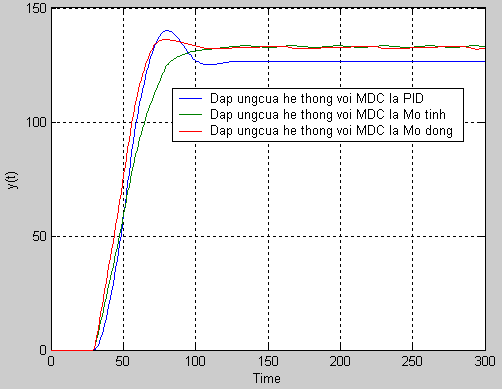 150
100
50
0
y(t)
Dap ungcua he thong voi MDC la PID
Dap ungcua he thong voi MDC la Mo tinh
Dap ungcua he thong voi MDC la Mo dong
0 50 100 150 200 250 300
Time